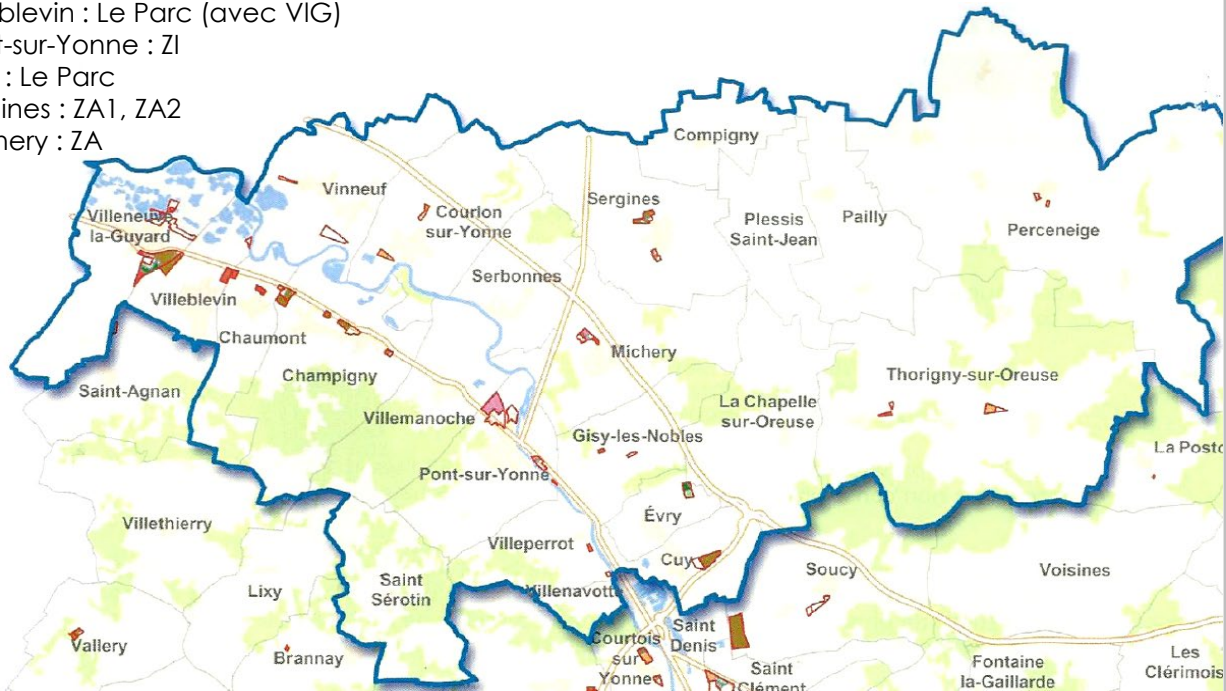 blevin : Le Parc (avec VIG)
t-sur-Yonne : ZI
: Le Parc
ines : ZA1, ZA2
nery : ZA
Compigny
Vinneuf
Sergines
Villeneuve
la-Guyard
Courlon
sur-Yonne
Plessis
Saint-Jean
Pailly
Perceneige
Serbonnes
Villeblevin
Chaumont
Michery
Champigny
Saint-Agnan
Thorigny-sur-Oreuse
Villemanoche
La Chapelle
sur-Oreuse
Gisy-les-Nobles
La Posto
Pont-sur-Yonne
Villethierry
Évry
Villeperrot
Cuy
Soucy
Voisines
Lixy
Saint
Sérotin
Villenavotte
Vallery
Brannay
Courtois
sur
Yonne
Saint
Denis
Saint
Clément
Fontaine
la-Gaillarde
Les
Clérimois